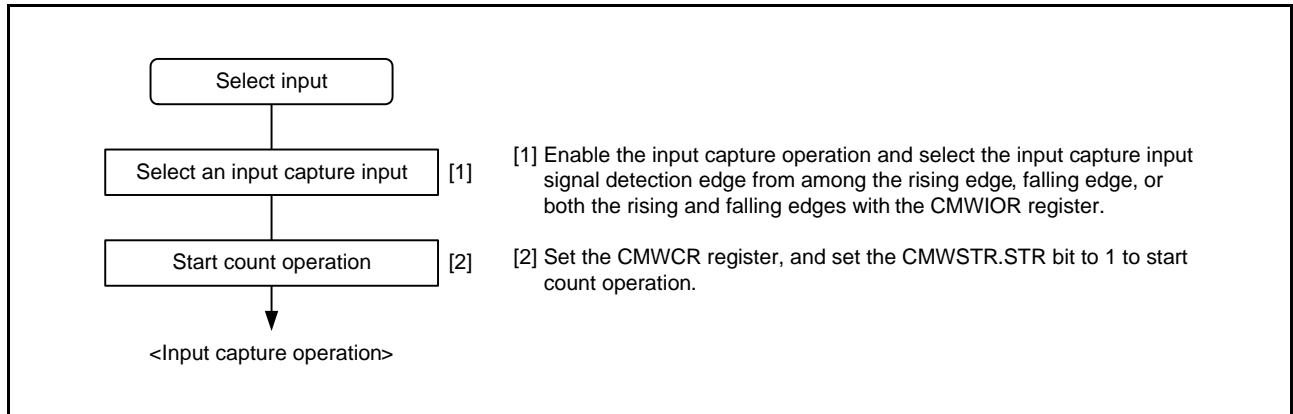 Select input
Select an input capture input [1]
[1] Enable the input capture operation and select the input capture input
signal detection edge from among the rising edge, falling edge, or
both the rising and falling edges with the CMWIOR register.
Start count operation [2]
[2] Set the CMWCR register, and set the CMWSTR.STR bit to 1 to start
count operation.
<Input capture operation>